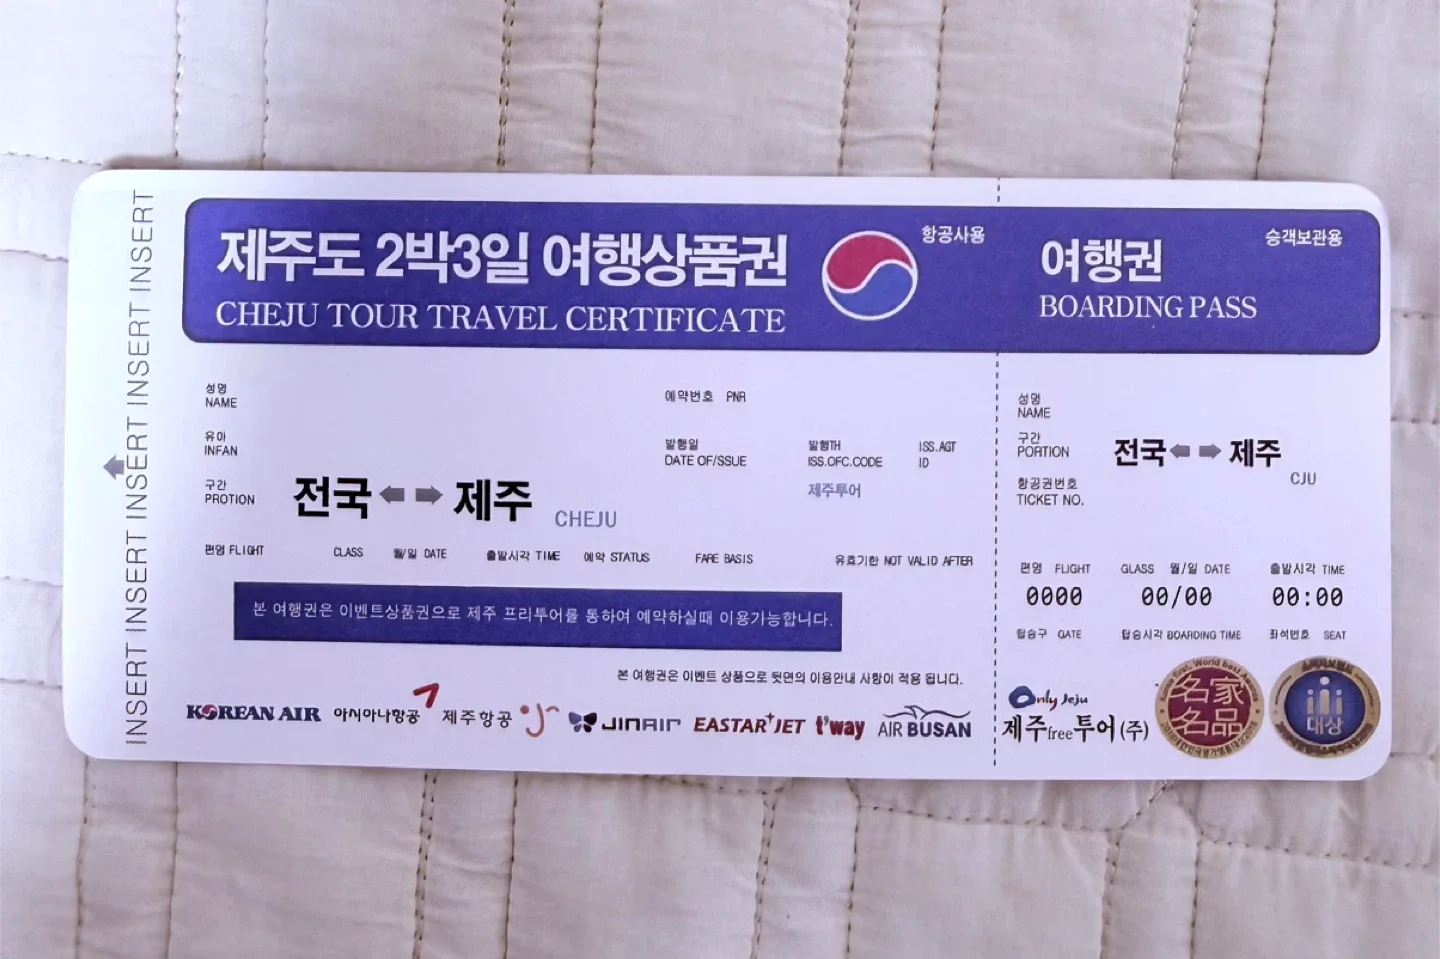 INSERT INSERT INSERT INSERT INSERT
제주도 2박3일 여행상품권
CHEJU TOUR TRAVEL CERTIFICATE
항공사용
성명
NAME
예약번호 PNR
유아
INFAN
발행일
DATE OF/SSUE
발행TH
ISS.OFC.CODE
ISS.AGT
ID
제주투어
구간
PROTION
전국 제주 CHEJU
편명 FLIGHT CLASS 월/일 DATE 출발시각 TIME 예약 STATUS FARE BASIS 유효기한 NOT VALID AFTER
본 여행권은 이벤트상품권으로 제주 프리투어를 통하여 예약하실때 이용가능합니다.
본 여행권은 이벤트 상품으로 뒷면의 이용안내 사항이 적용 됩니다.
KOREAN AIR 아시아나항공 제주항공 JINAIR EASTAR JET t'way AIR BUSAN
여행권
BOARDING PASS
승객보관용
성명
NAME
구간
PORTION
전국 제주
CJU
항공권번호
TICKET NO.
편명 FLIGHT GLASS 월/일 DATE 출발시각 TIME
0000 00/00 00:00
탑승구 GATE 탑승시각 BOARDING TIME 좌석번호 SEAT
Only Jeju
제주free투어(주)
名家
名品
대상